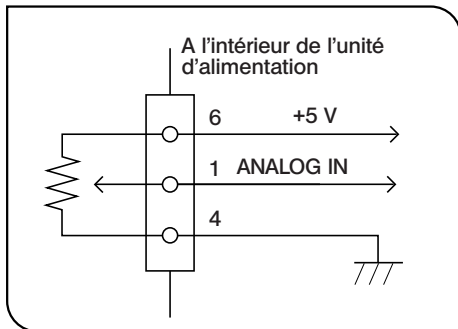 A l'intérieur de l'unité
d'alimentation
6 +5 V
1 ANALOG IN
4